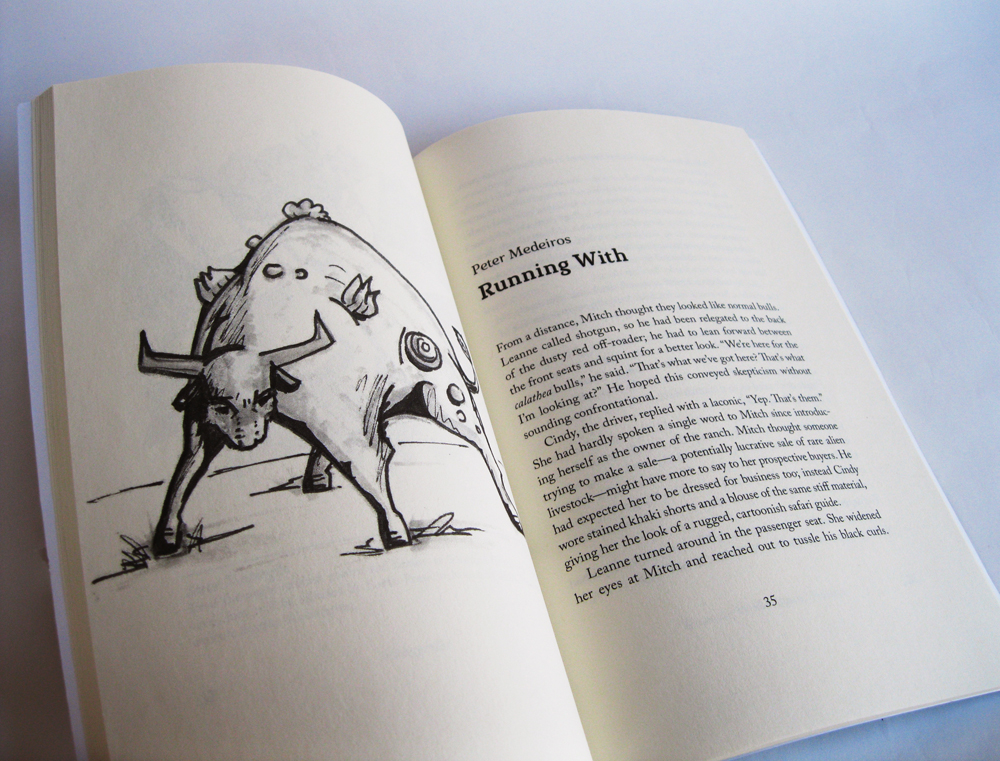 Peter Medeiros
Running With
From a distance, Mitch thought they looked like normal bulls.
Leanne called shotgun, so he had been relegated to the back
of the dusty red off-roader; he had to lean forward between
the front seats and squint for a better look. “We’re here for the
calathea bulls,” he said. “That’s what we’ve got here? That’s what
I’m looking at?” He hoped this conveyed skepticism without
sounding confrontational.
Cindy, the driver, replied with a laconic, “Yep. That’s them.”
She had hardly spoken a single word to Mitch since introduc-
ing herself as the owner of the ranch. Mitch thought someone
trying to make a sale—a potentially lucrative sale of rare alien
livestock—might have more to say to her prospective buyers. He
had expected her to be dressed for business too; instead Cindy
wore stained khaki shorts and a blouse of the same stiff material,
giving her the look of a rugged, cartoonish safari guide.
Leanne turned around in the passenger seat. She widened
her eyes at Mitch and reached out to tussle his black curls.
35